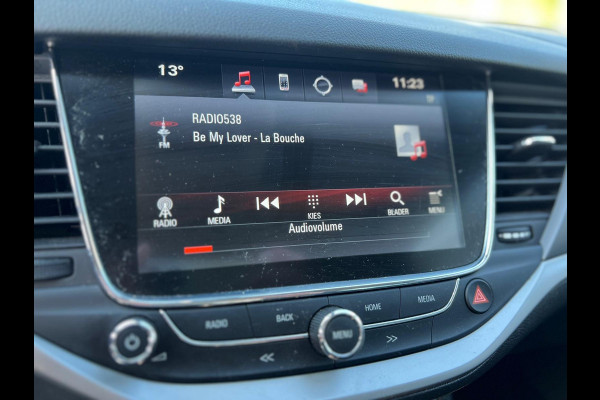 13° 11:23
RADIO538
FM
Be My Lover - La Bouche
RADIO MEDIA KIES BLADER MENU
Audiovolume
RADIO BACK MENU HOME MEDIA